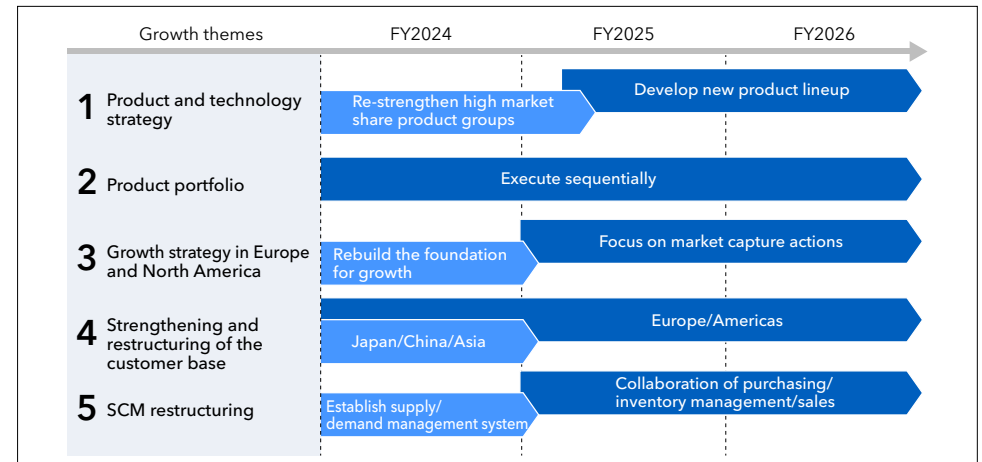 Growth themes FY2024 FY2025 FY2026
1 Product and technology
strategy
Re-strengthen high market
share product groups
Develop new product lineup
2 Product portfolio
Execute sequentially
3 Growth strategy in Europe
and North America
Rebuild the foundation
for growth
Focus on market capture actions
4 Strengthening and
restructuring of the
customer base
Japan/China/Asia
Europe/Americas
5 SCM restructuring
Establish supply/
demand management system
Collaboration of purchasing/
inventory management/sales